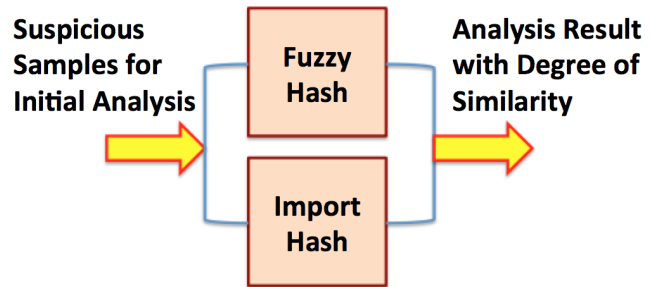 Suspicious
Samples for
Initial Analysis
Fuzzy
Hash
Import
Hash
Analysis Result
with Degree of
Similarity